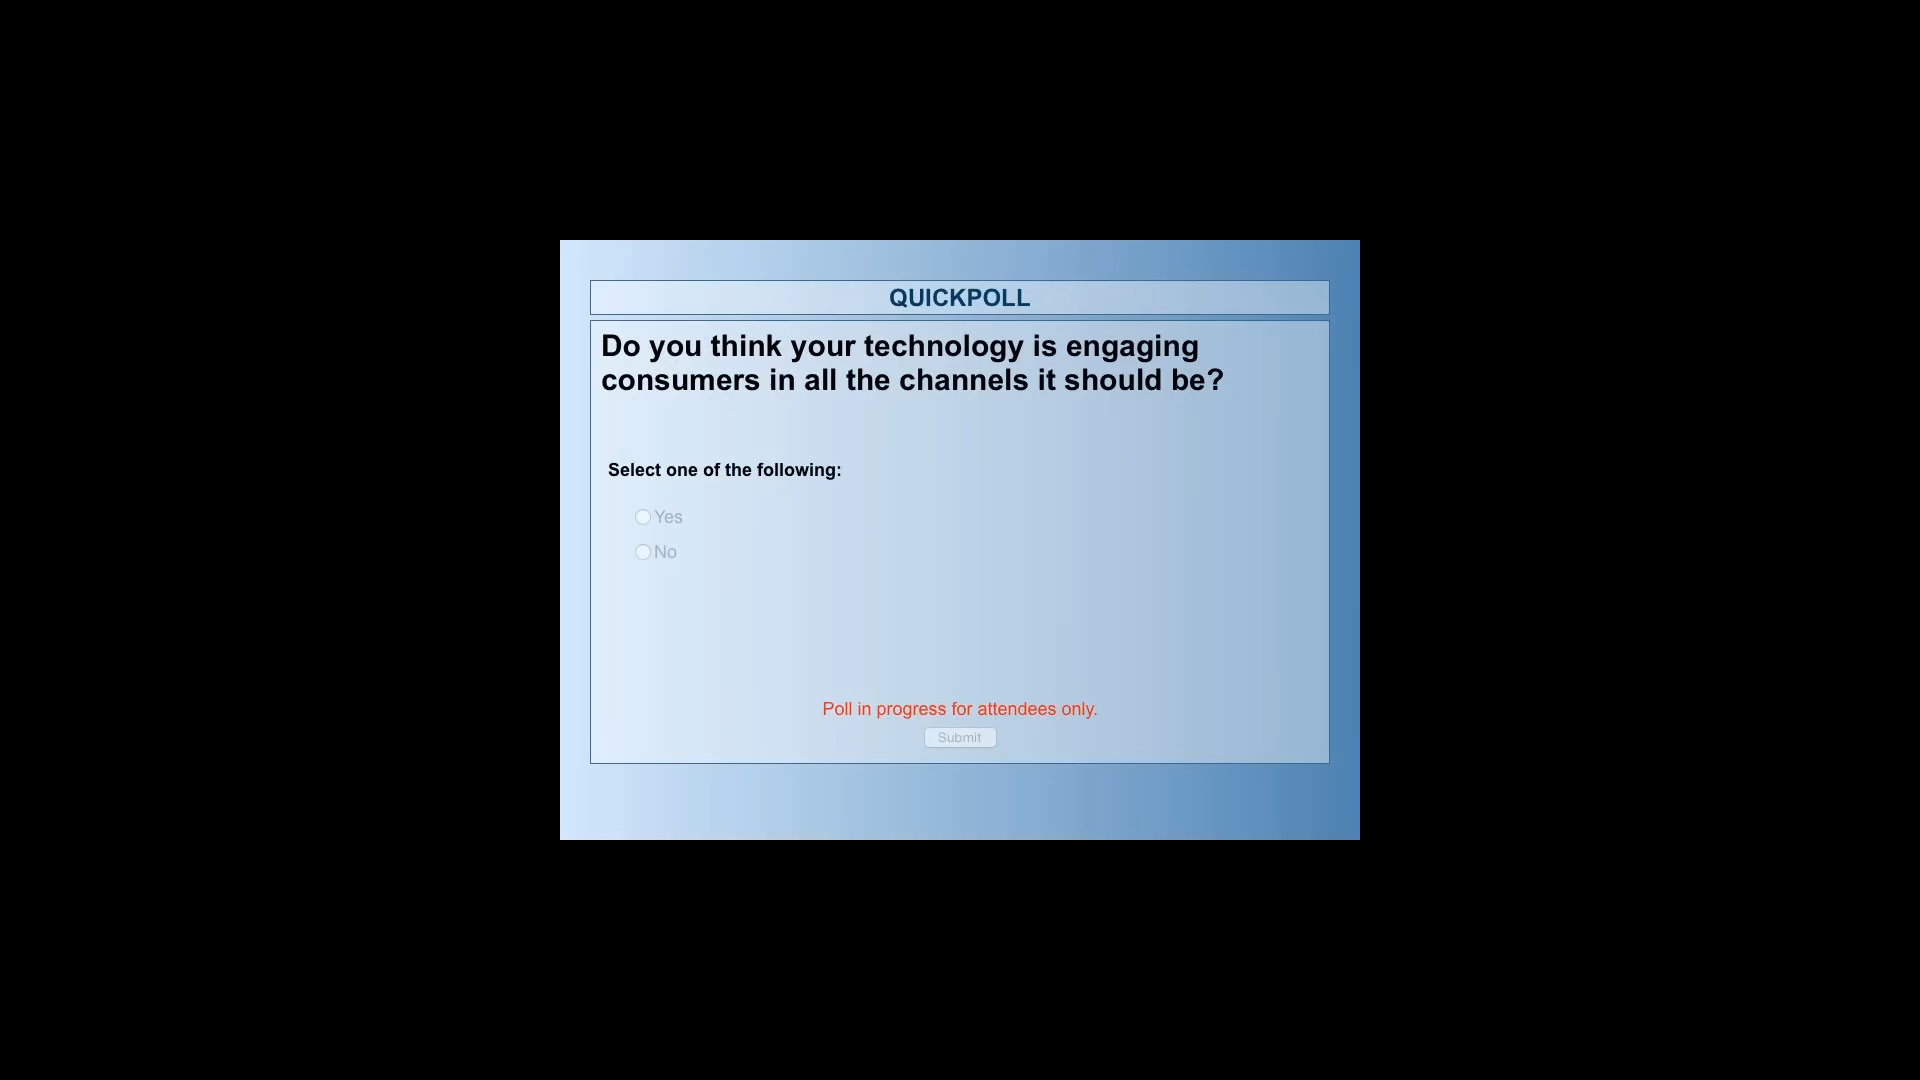 QUICKPOLL
Do you think your technology is engaging
consumers in all the channels it should be?
Select one of the following:
Yes
No
Poll in progress for attendees only.
Submit